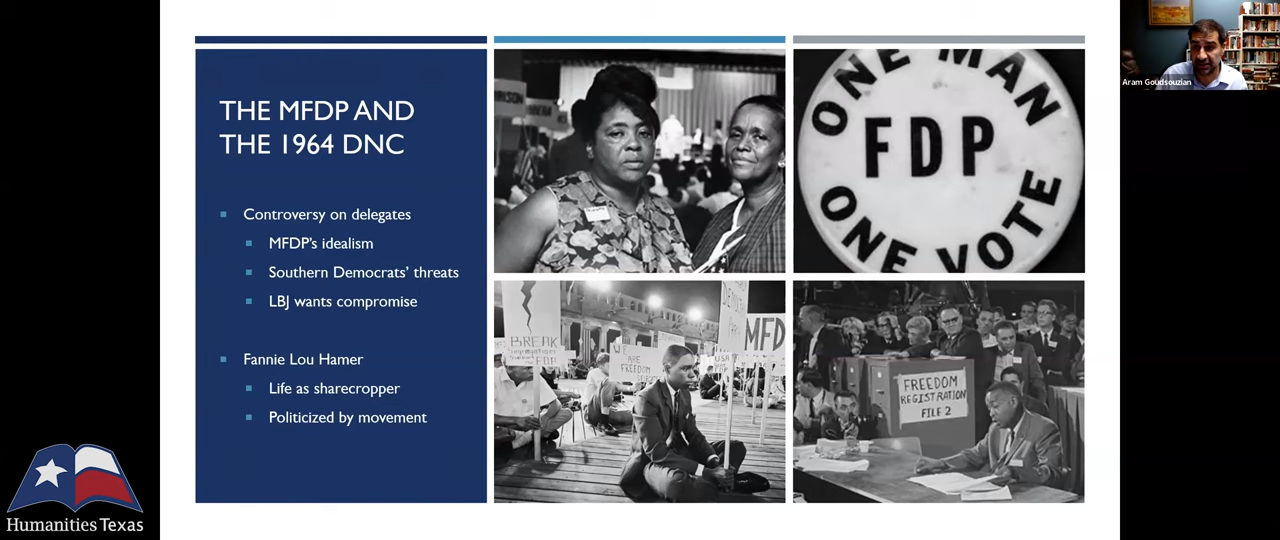 THE MFDP AND
THE 1964 DNC
Controversy on delegates
MFDP's idealism
Southern Democrats' threats
LBJ wants compromise
Fannie Lou Hamer
Life as sharecropper
Politicized by movement
ONE MAN
FDP
ONE VOTE
BREAK
ARE
FREEDOM
USA
MFD
FREEDOM
REGISTRATION
FILE 2
Aram Goudsouzian
Humanities Texas